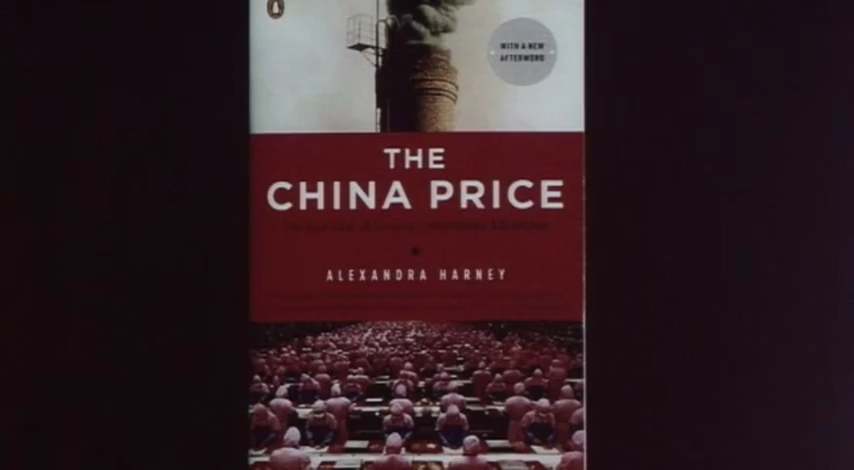 WITH A NEW
AFTERWORD
THE
CHINA PRICE
ALEXANDRA HARNEY